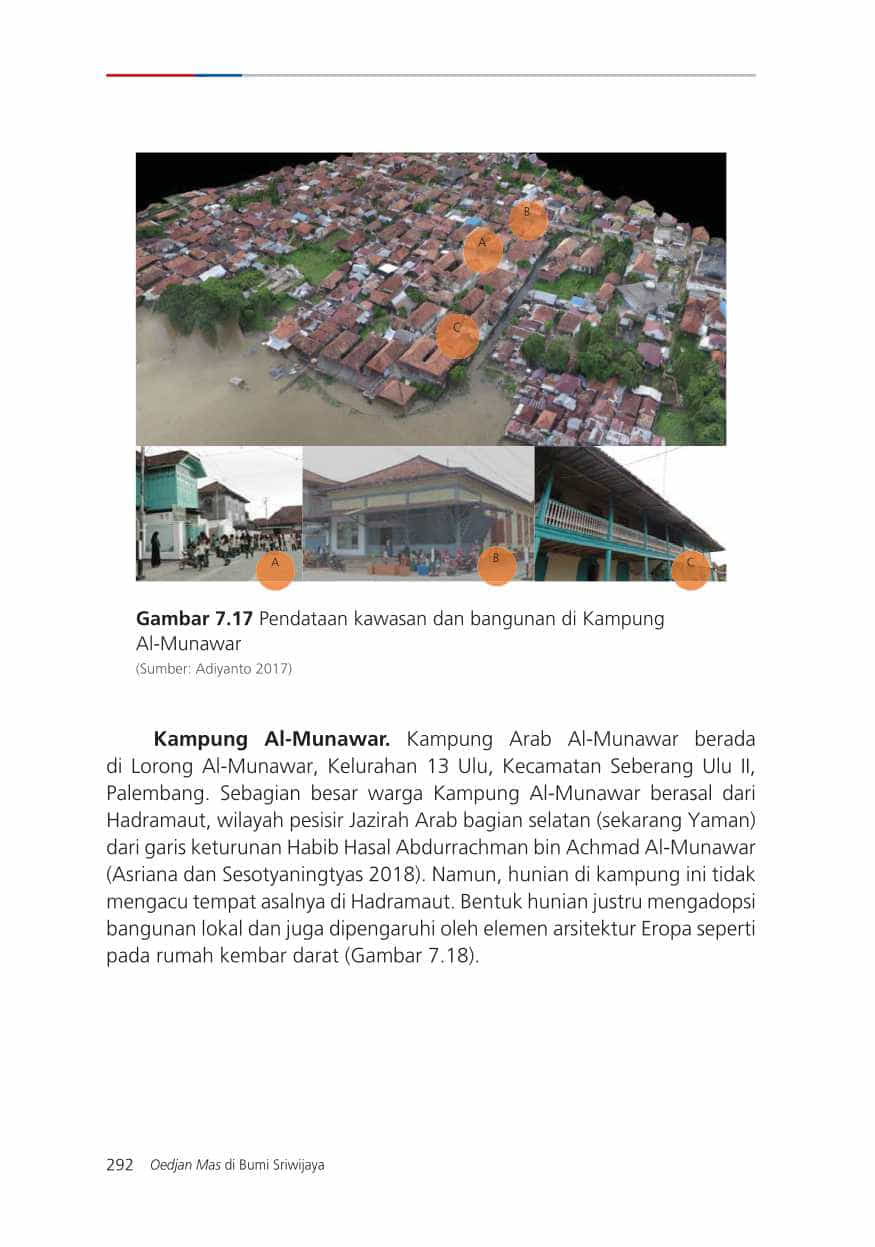 B
A
C
A
B
C
Gambar 7.17 Pendataan kawasan dan bangunan di Kampung
Al-Munawar
(Sumber: Adiyanto 2017)
Kampung Al-Munawar. Kampung Arab Al-Munawar berada
di Lorong Al-Munawar, Kelurahan 13 Ulu, Kecamatan Seberang Ulu II,
Palembang. Sebagian besar warga Kampung Al-Munawar berasal dari
Hadramaut, wilayah pesisir Jazirah Arab bagian selatan (sekarang Yaman)
dari garis keturunan Habib Hasal Abdurrachman bin Achmad Al-Munawar
(Asriana dan Sesotyaningtyas 2018). Namun, hunian di kampung ini tidak
mengacu tempat asalnya di Hadramaut. Bentuk hunian justru mengadopsi
bangunan lokal dan juga dipengaruhi oleh elemen arsitektur Eropa seperti
pada rumah kembar darat (Gambar 7.18).
292 Oedjan Mas di Bumi Sriwijaya